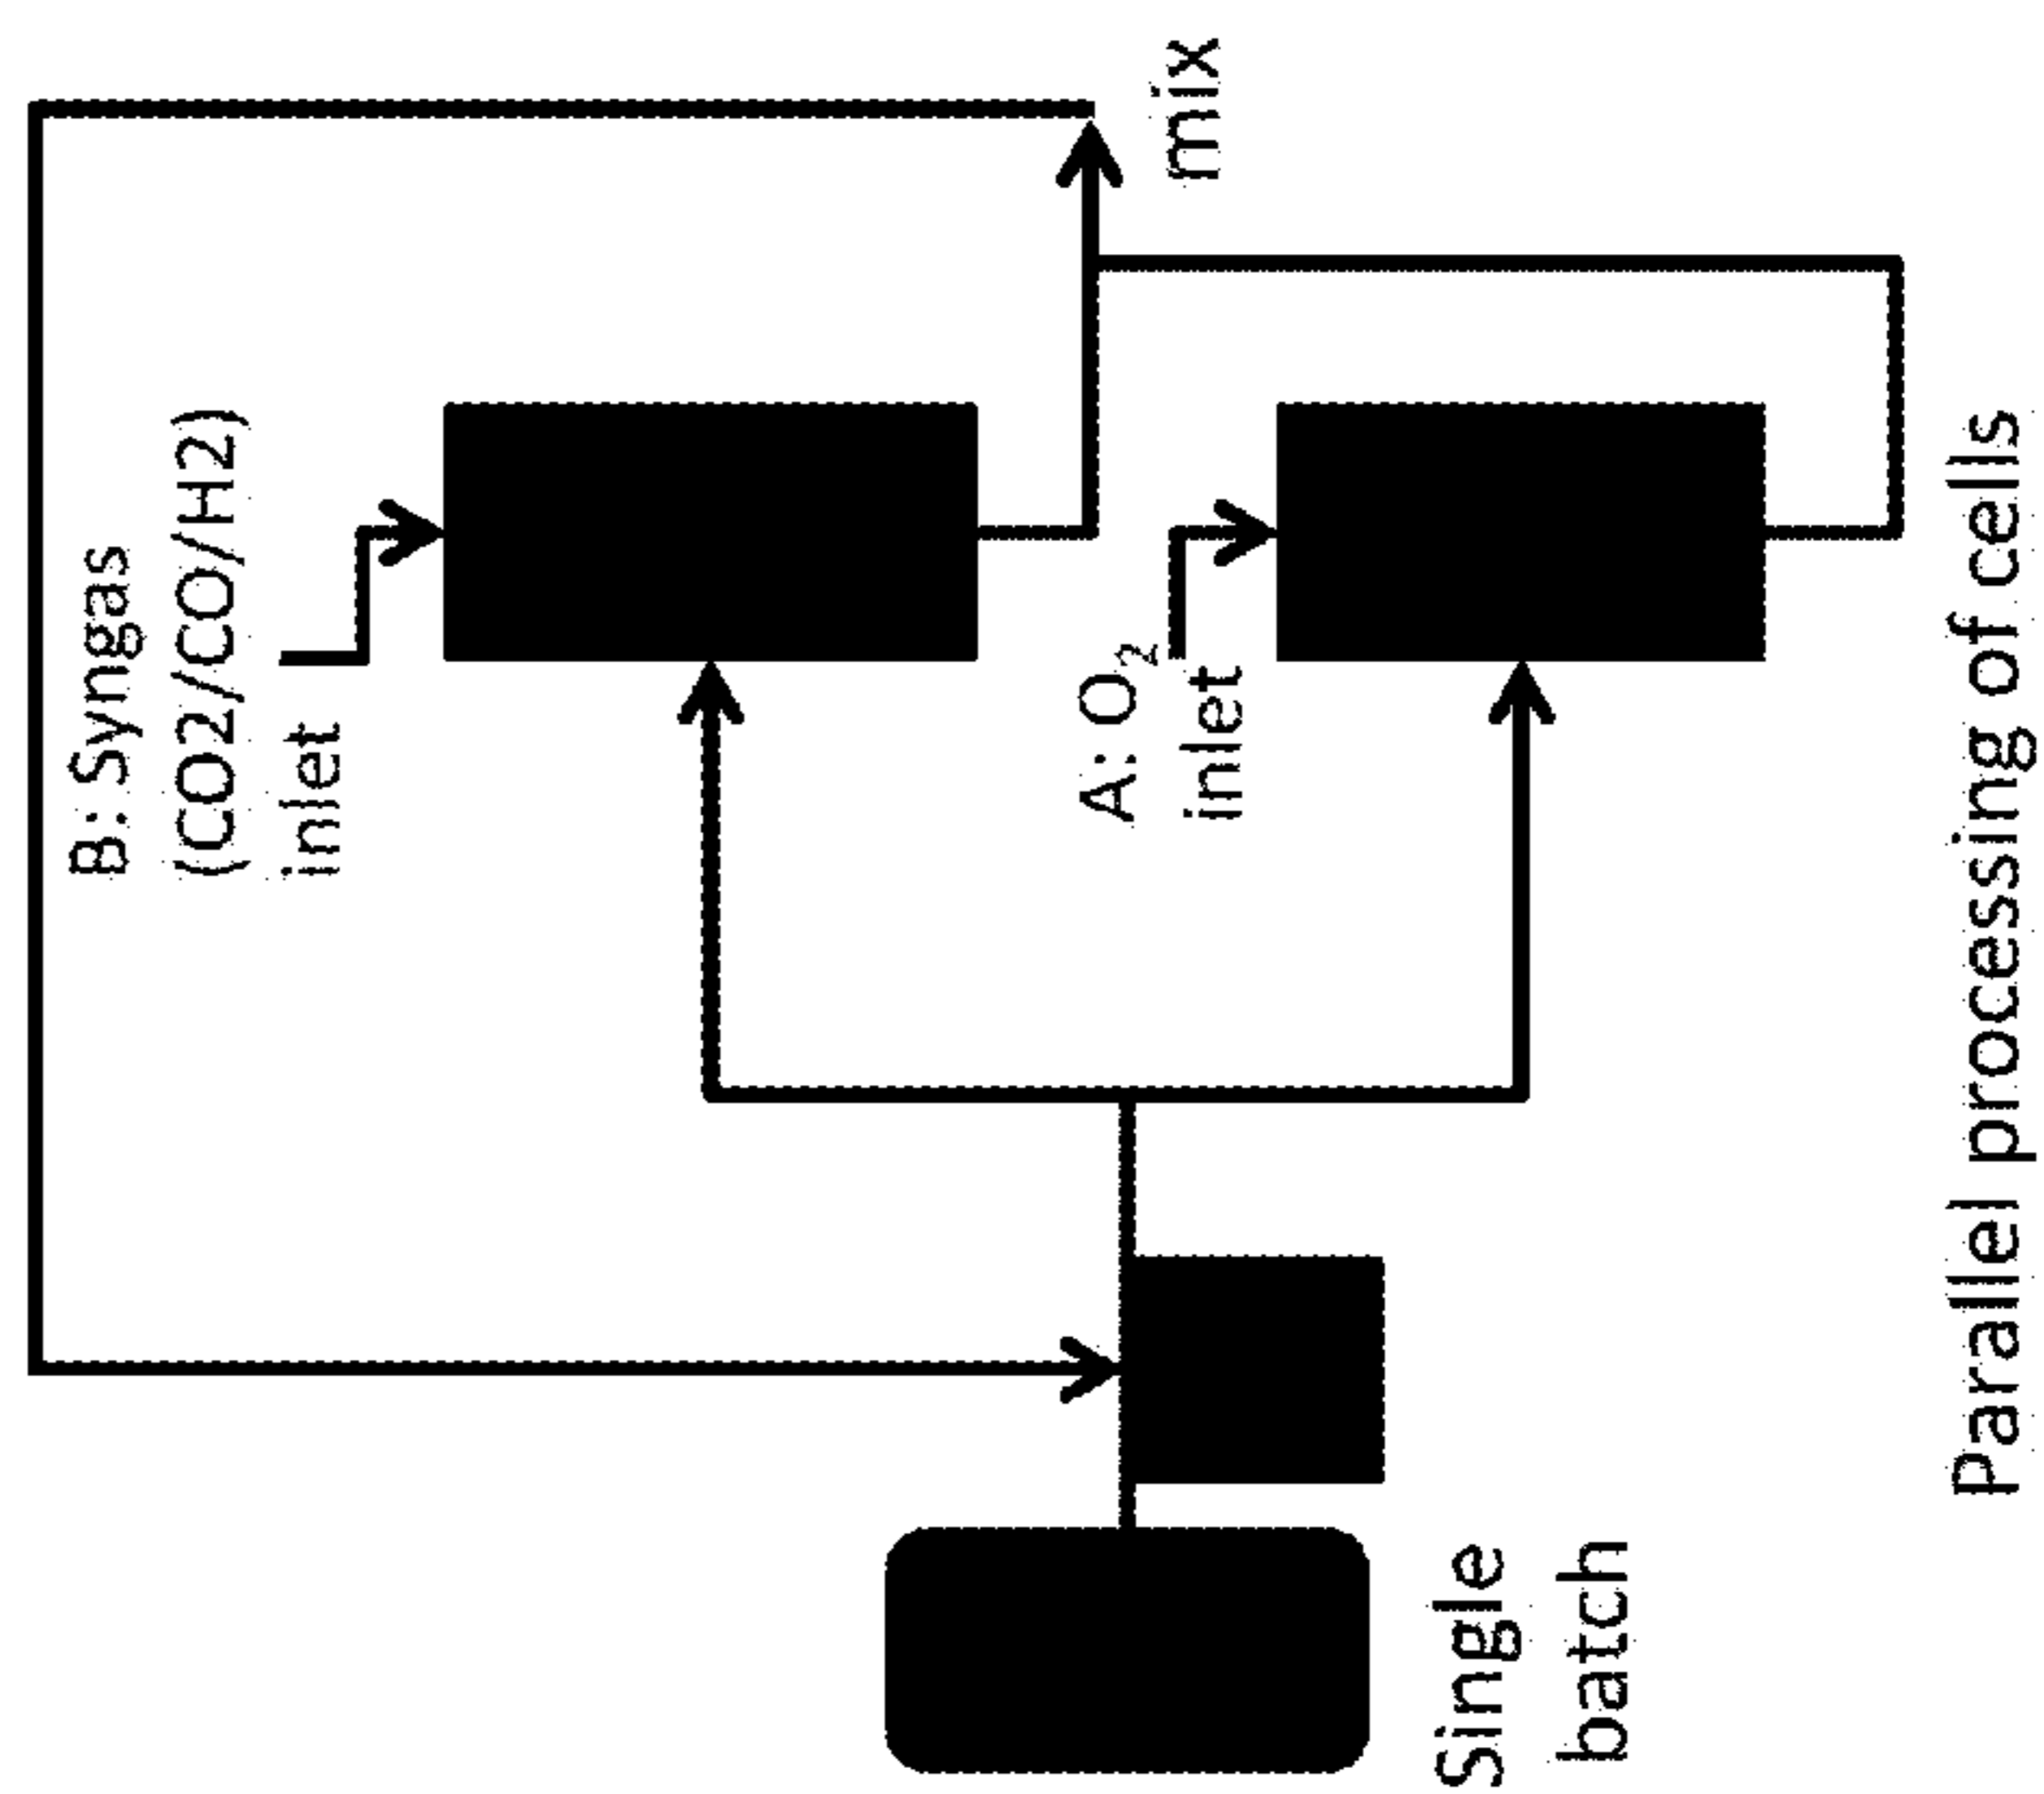 B: Syngas
(CO2/CO/H2)
inlet
mix
A: O₂
inlet
Single
batch
Parallel processing of cells